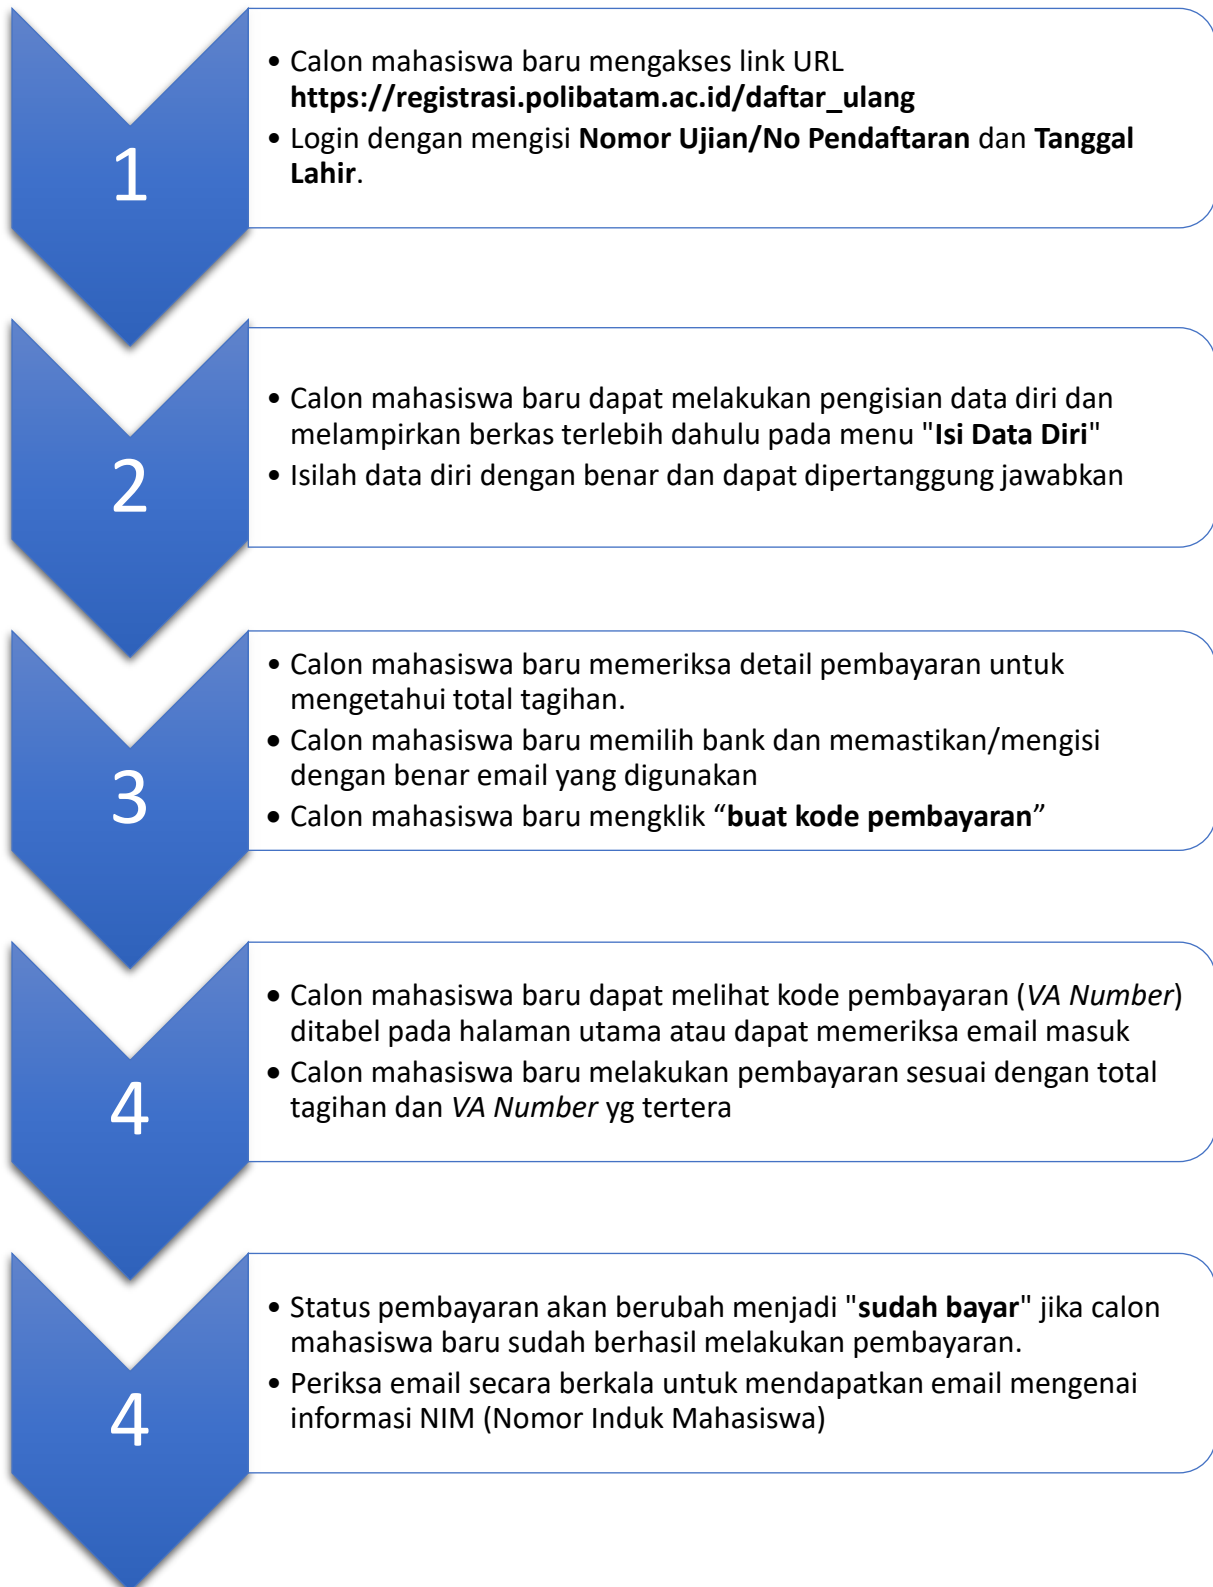 1
• Calon mahasiswa baru mengakses link URL
https://registrasi.polibatam.ac.id/daftar_ulang
• Login dengan mengisi Nomor Ujian/No Pendaftaran dan Tanggal
Lahir.
2
• Calon mahasiswa baru dapat melakukan pengisian data diri dan
melampirkan berkas terlebih dahulu pada menu "Isi Data Diri"
• Isilah data diri dengan benar dan dapat dipertanggung jawabkan
3
• Calon mahasiswa baru memeriksa detail pembayaran untuk
mengetahui total tagihan.
• Calon mahasiswa baru memilih bank dan memastikan/mengisi
dengan benar email yang digunakan
• Calon mahasiswa baru mengklik “buat kode pembayaran”
4
• Calon mahasiswa baru dapat melihat kode pembayaran (VA Number)
ditabel pada halaman utama atau dapat memeriksa email masuk
• Calon mahasiswa baru melakukan pembayaran sesuai dengan total
tagihan dan VA Number yg tertera
4
• Status pembayaran akan berubah menjadi "sudah bayar" jika calon
mahasiswa baru sudah berhasil melakukan pembayaran.
• Periksa email secara berkala untuk mendapatkan email mengenai
informasi NIM (Nomor Induk Mahasiswa)